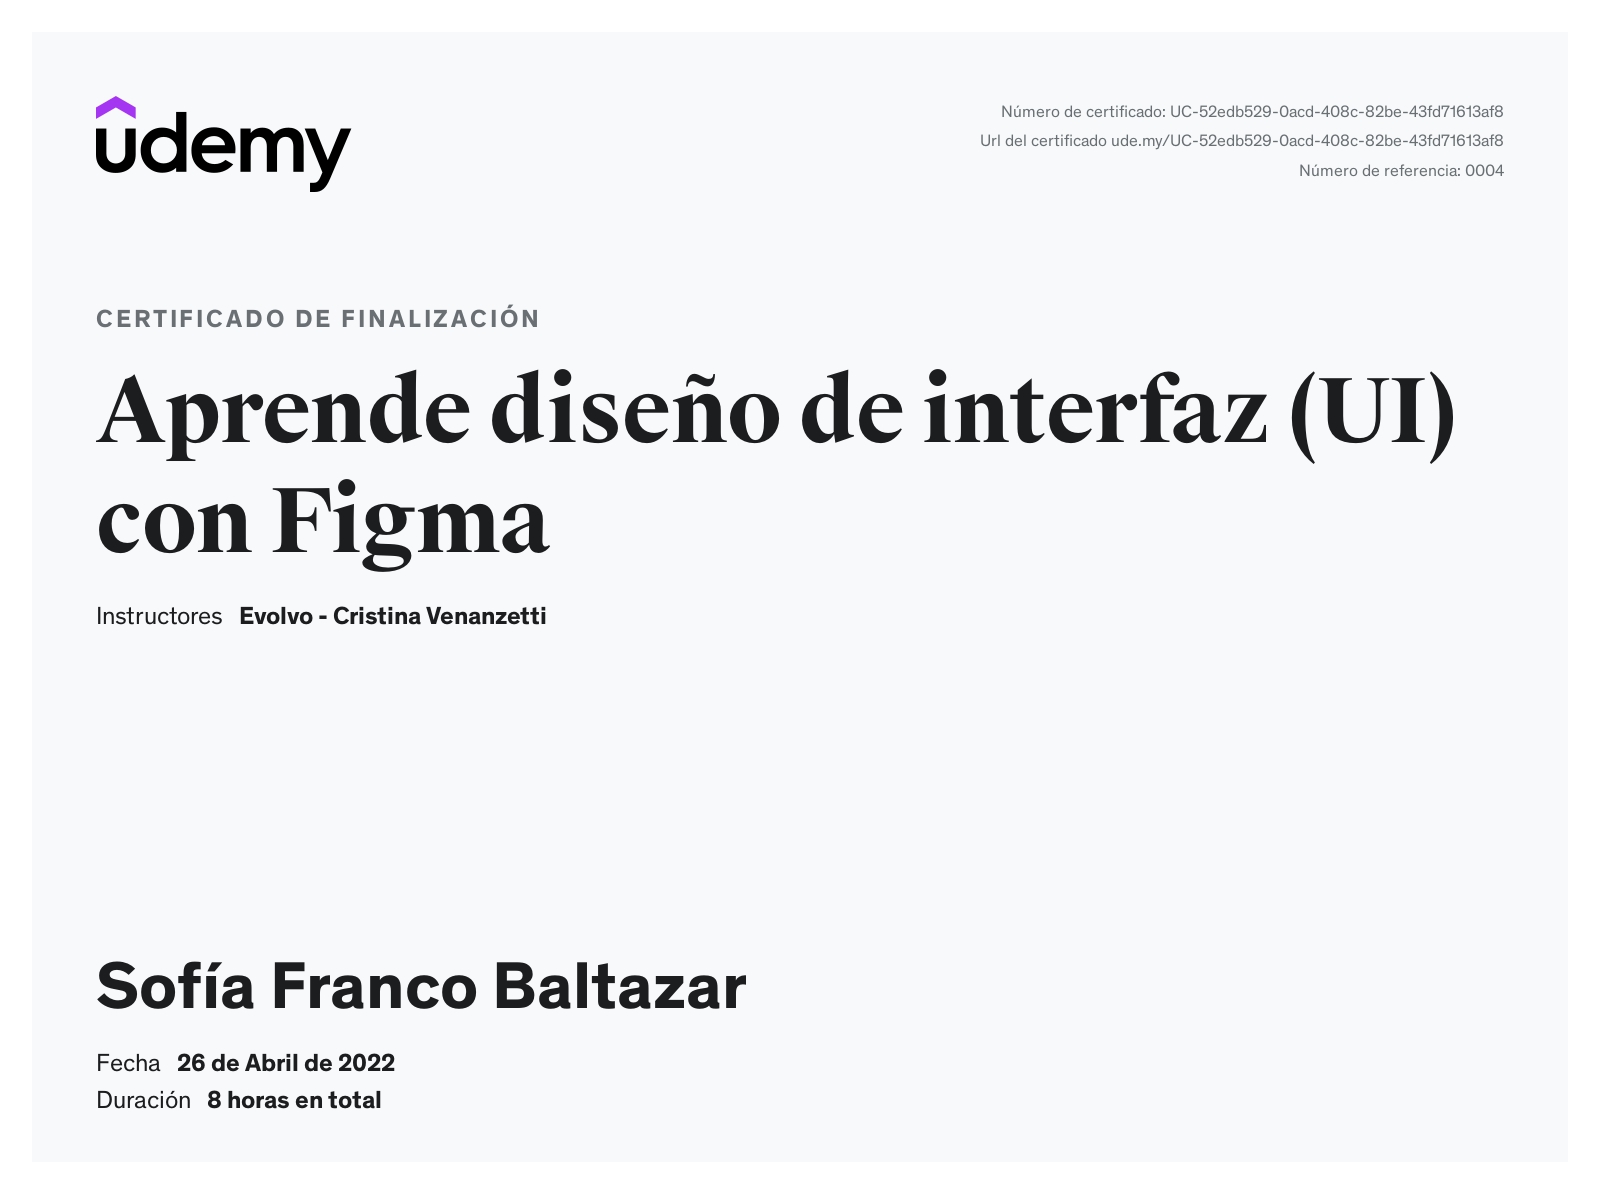 udemy
Número de certificado: UC-52edb529-0acd-408c-82be-43fd71613af8
Url del certificado ude.my/UC-52edb529-0acd-408c-82be-43fd71613af8
Número de referencia: 0004
CERTIFICADO DE FINALIZACIÓN
Aprende diseño de interfaz (UI)
con Figma
Instructores Evolvo - Cristina Venanzetti
Sofía Franco Baltazar
Fecha 26 de Abril de 2022
Duración 8 horas en total